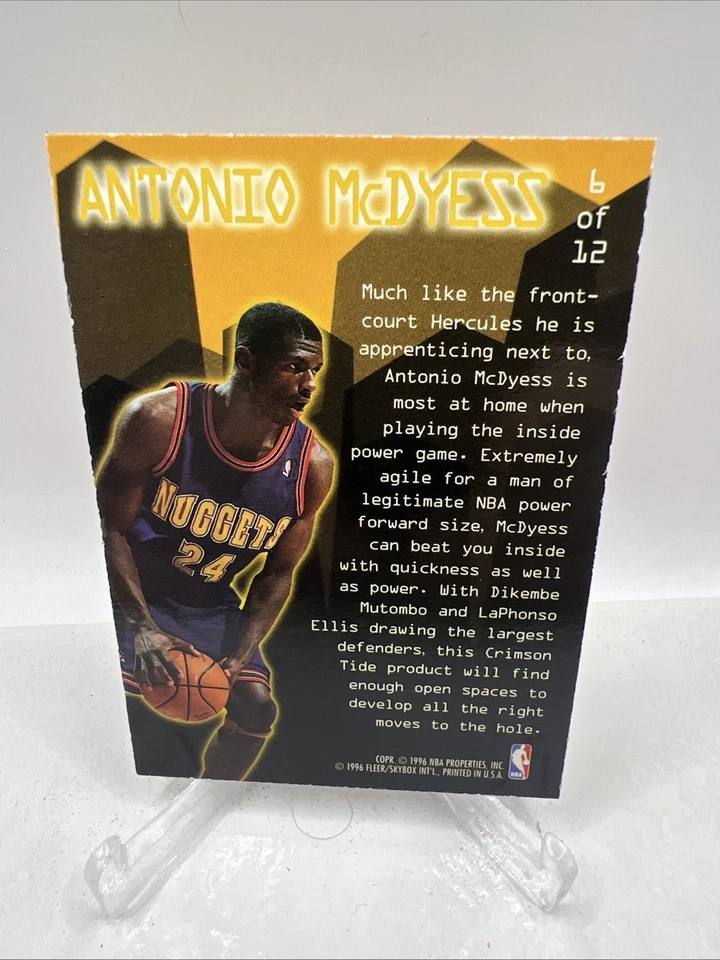 ANTONIO McDYESS
6
of
12
Much like the front-
court Hercules he is
apprenticing next to,
Antonio McDyess is
most at home when
playing the inside
power game. Extremely
agile for a man of
legitimate NBA power
forward size, McDyess
can beat you inside
with quickness as well
as power. With Dikembe
Mutombo and LaPhonso
Ellis drawing the largest
defenders, this Crimson
Tide product will find
enough open spaces to
develop all the right
moves to the hole.
NUGGETS
24
COPR. © 1996 NBA PROPERTIES, INC.
© 1996 FLEER/SKYBOX INT'L., PRINTED IN U.S.A.
NBA